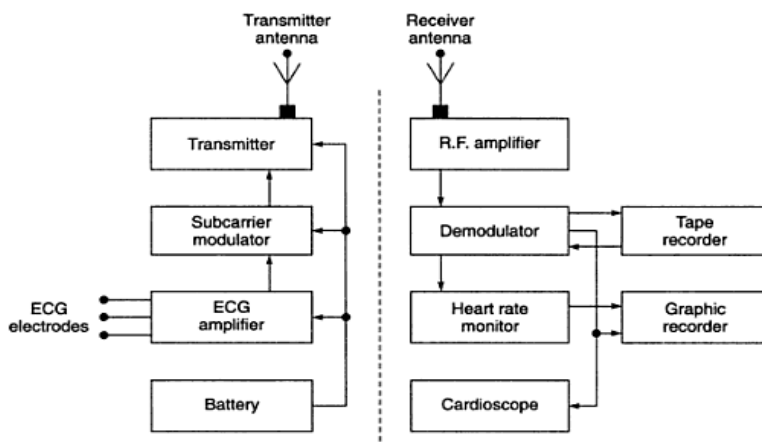 Transmitter
antenna
Receiver
antenna
Transmitter
R.F. amplifier
Subcarrier
modulator
Demodulator
Tape
recorder
ECG
electrodes
ECG
amplifier
Heart rate
monitor
Graphic
recorder
Battery
Cardioscope